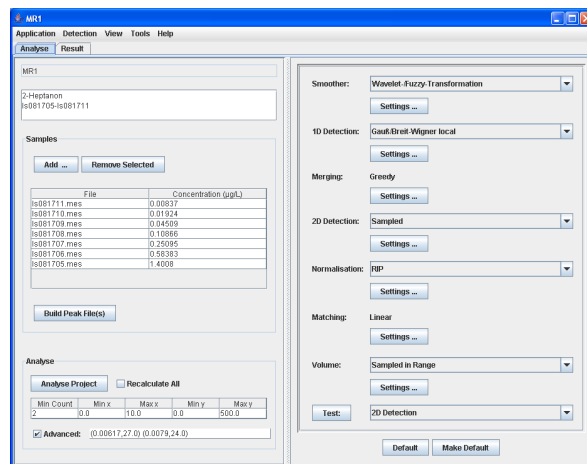 MR1
Application Detection View Tools Help
Analyse Result
MR1
2-Heptanon
ls081705-ls081711
Samples
Add ... Remove Selected
File Concentration (µg/L)
ls081711.mes 0.00837
ls081710.mes 0.01924
ls081709.mes 0.04509
ls081708.mes 0.10866
ls081707.mes 0.25095
ls081706.mes 0.58383
ls081705.mes 1.4008
Build Peak File(s)
Analyse
Analyse Project Recalculate All
Min Count Min x Max x Min y Max y
2 0.0 10.0 0.0 500.0
Advanced: (0.00617,27.0) (0.0079,24.0)
Smoother: Wavelet-/Fuzzy-Transformation
Settings ...
1D Detection: Gauß/Breit-Wigner local
Settings ...
Merging: Greedy
Settings ...
2D Detection: Sampled
Settings ...
Normalisation: RIP
Settings ...
Matching: Linear
Settings ...
Volume: Sampled in Range
Settings ...
Test: 2D Detection
Default Make Default